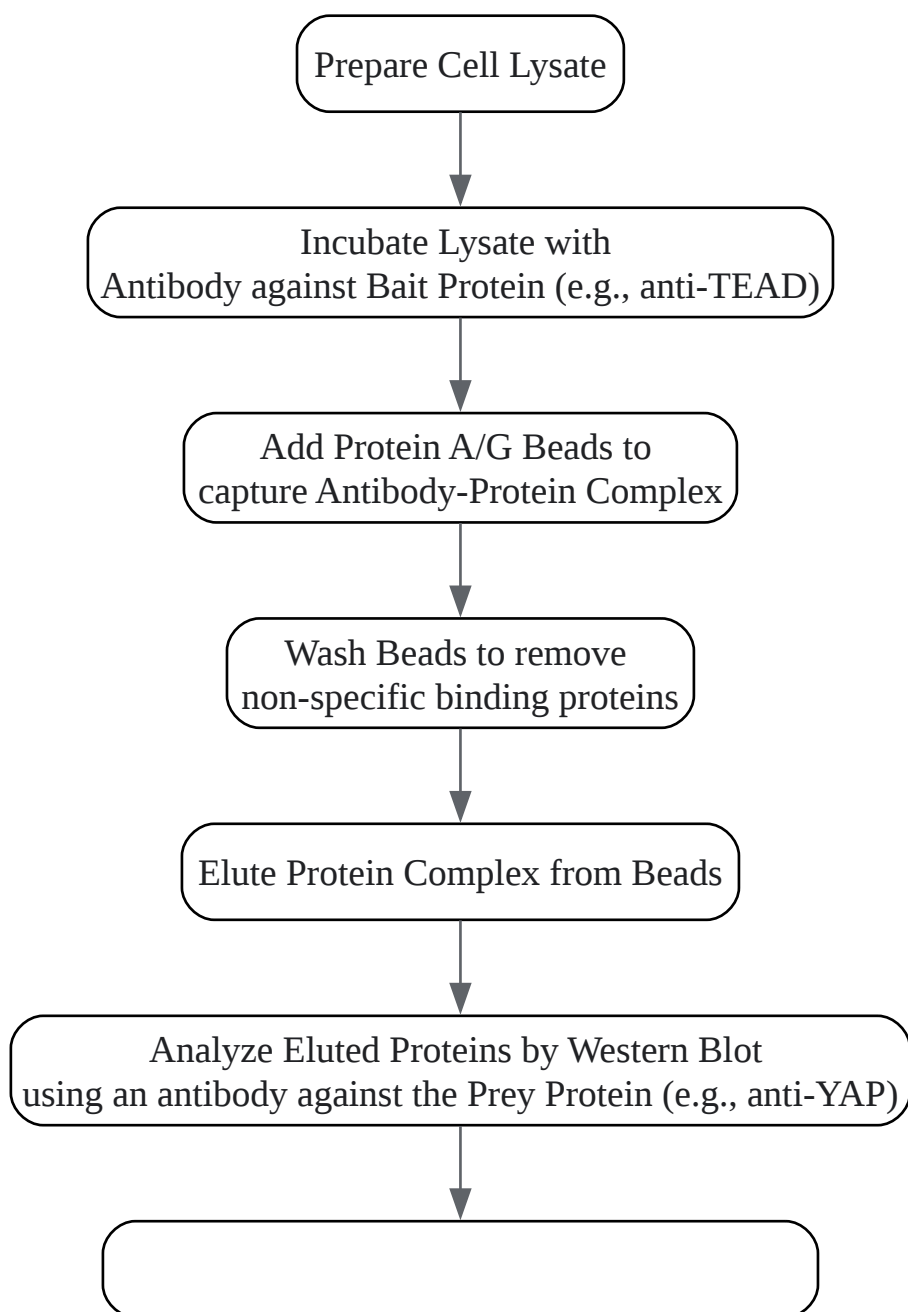 Prepare Cell Lysate
Incubate Lysate with
Antibody against Bait Protein (e.g., anti-TEAD)
Add Protein A/G Beads to
capture Antibody-Protein Complex
Wash Beads to remove
non-specific binding proteins
Elute Protein Complex from Beads
Analyze Eluted Proteins by Western Blot
using an antibody against the Prey Protein (e.g., anti-YAP)